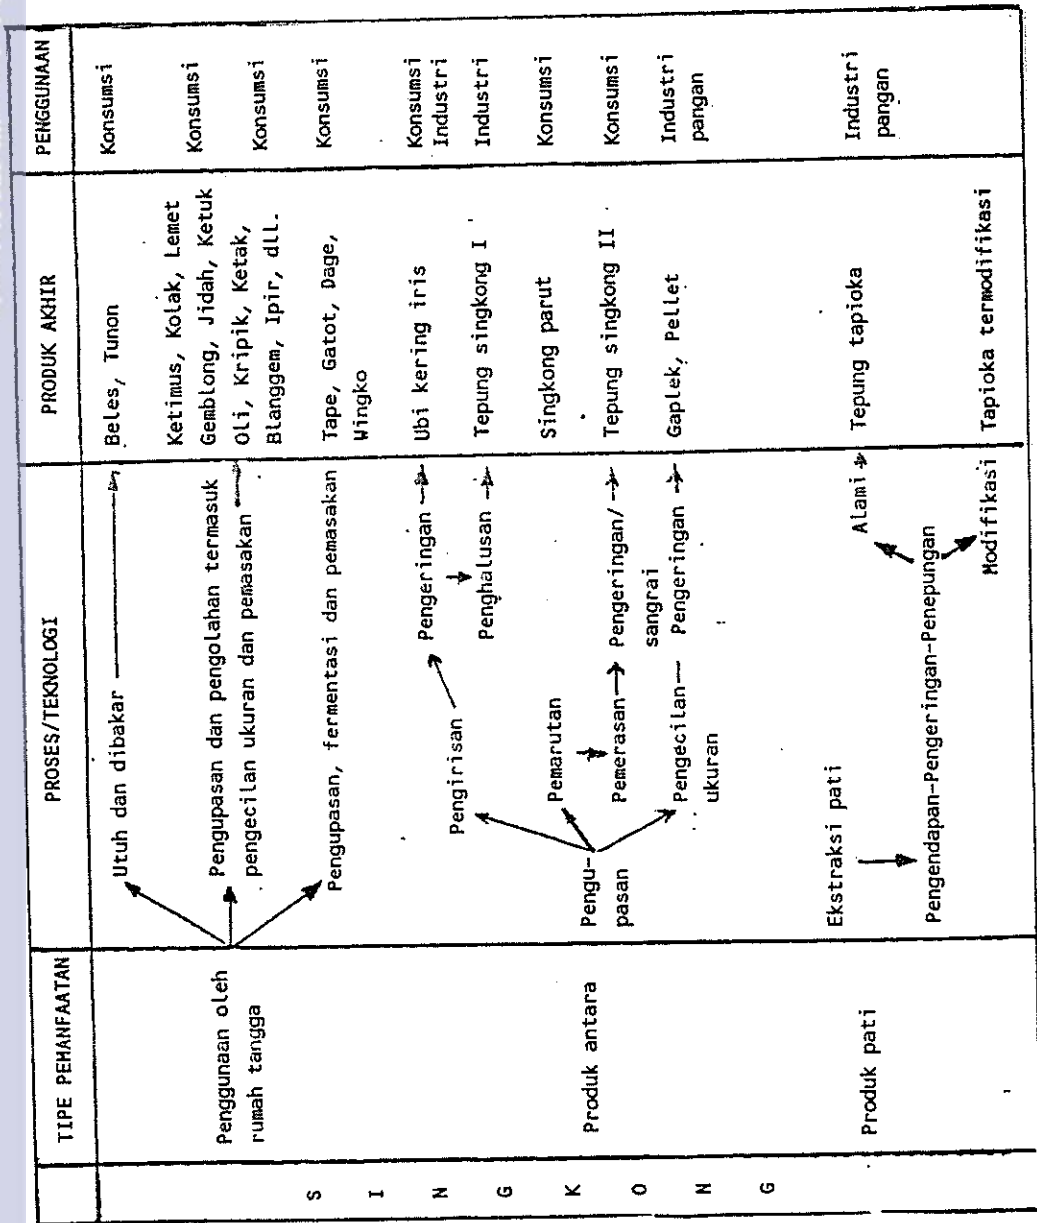 TIPE PEMANFAATAN
PROSES/TEKNOLOGI
PRODUK AKHIR
PENGGUNAAN
S
I
N
G
K
O
N
G
Penggunaan oleh
rumah tangga
Utuh dan dibakar
Beles, Tunon
Konsumsi
Pengupasan dan pengolahan termasuk
pengecilan ukuran dan pemasakan
Ketimus, Kolak, Lemet
Gemblong, Jidah, Ketuk
Oli, Kripik, Ketak,
Blanggem, Ipir, dll.
Konsumsi
Konsumsi
Pengupasan, fermentasi dan pemasakan
Tape, Gatot, Dage,
Wingko
Konsumsi
Produk antara
Pengu-
pasan
Pengirisan
Pengeringan
Ubi kering iris
Konsumsi
Industri
Penghalusan
Tepung singkong I
Industri
Pemarutan
Singkong parut
Konsumsi
Pemerasan
Pengeringan/
sangrai
Tepung singkong II
Konsumsi
Pengecilan
ukuran
Pengeringan
Gaplek, Pellet
Industri
pangan
Produk pati
Ekstraksi pati
Pengendapan-Pengeringan-Penepungan
Alami
Tepung tapioka
Industri
pangan
Modifikasi
Tapioka termodifikasi